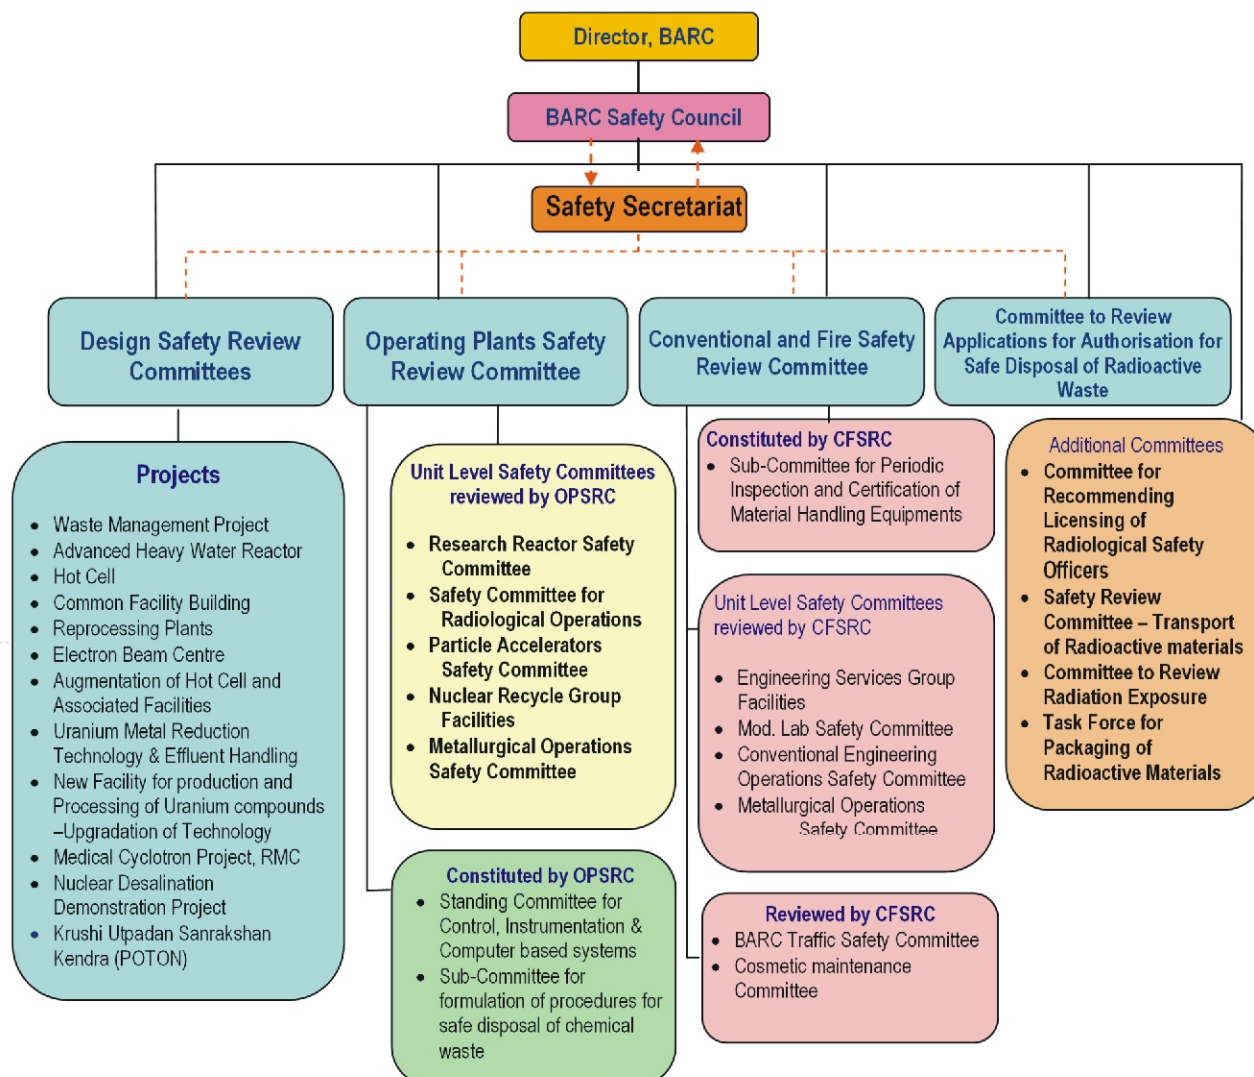 Director, BARC
BARC Safety Council
Safety Secretariat
Design Safety Review
Committees
Operating Plants Safety
Review Committee
Conventional and Fire Safety
Review Committee
Committee to Review
Applications for Authorisation for
Safe Disposal of Radioactive
Waste
Projects
• Waste Management Project
• Advanced Heavy Water Reactor
• Hot Cell
• Common Facility Building
• Reprocessing Plants
• Electron Beam Centre
• Augmentation of Hot Cell and
Associated Facilities
• Uranium Metal Reduction
Technology & Effluent Handling
• New Facility for production and
Processing of Uranium compounds
–Upgradation of Technology
• Medical Cyclotron Project, RMC
• Nuclear Desalination
Demonstration Project
• Krushi Utpadan Sanrakshan
Kendra (POTON)
Unit Level Safety Committees
reviewed by OPSRC
• Research Reactor Safety
Committee
• Safety Committee for
Radiological Operations
• Particle Accelerators
Safety Committee
• Nuclear Recycle Group
Facilities
• Metallurgical Operations
Safety Committee
Constituted by OPSRC
• Standing Committee for
Control, Instrumentation &
Computer based systems
• Sub-Committee for
formulation of procedures for
safe disposal of chemical
waste
Constituted by CFSRC
• Sub-Committee for Periodic
Inspection and Certification of
Material Handling Equipments
Unit Level Safety Committees
reviewed by CFSRC
• Engineering Services Group
Facilities
• Mod. Lab Safety Committee
• Conventional Engineering
Operations Safety Committee
• Metallurgical Operations
Safety Committee
Reviewed by CFSRC
• BARC Traffic Safety Committee
• Cosmetic maintenance
Committee
Additional Committees
• Committee for
Recommending
Licensing of
Radiological Safety
Officers
• Safety Review
Committee – Transport
of Radioactive materials
• Committee to Review
Radiation Exposure
• Task Force for
Packaging of
Radioactive Materials